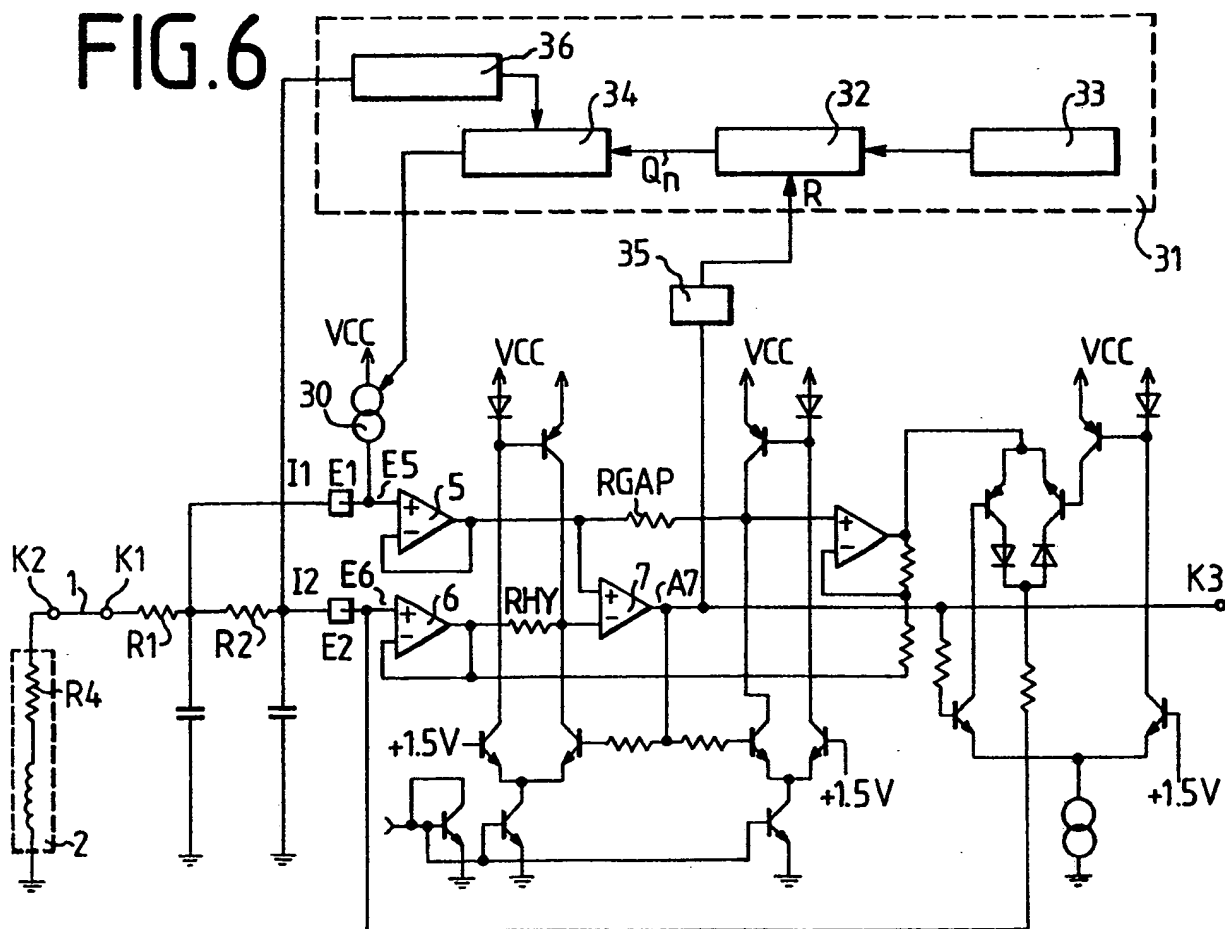 FIG.6
36
34
32
33
Q'n
R
31
35
VCC
VCC
VCC
30
I1
E1
E5
5
RGAP
K2
1
K1
I2
E6
6
RHY
7
A7
K3
R1
R2
E2
R4
+1.5V
+1.5V
+1.5V
2